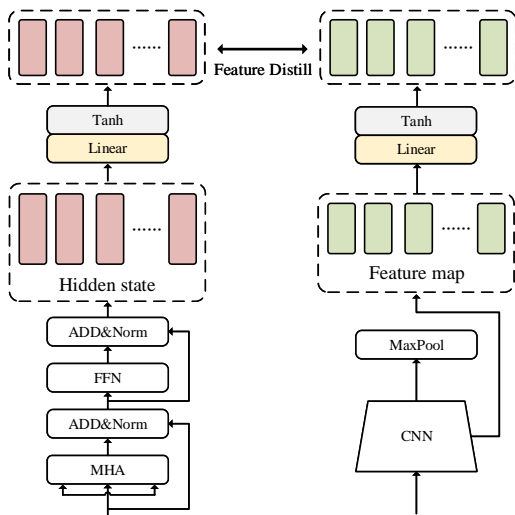 ......
......
Feature Distill
Tanh
Linear
Tanh
Linear
......
Hidden state
......
Feature map
ADD&Norm
FFN
ADD&Norm
MHA
MaxPool
CNN